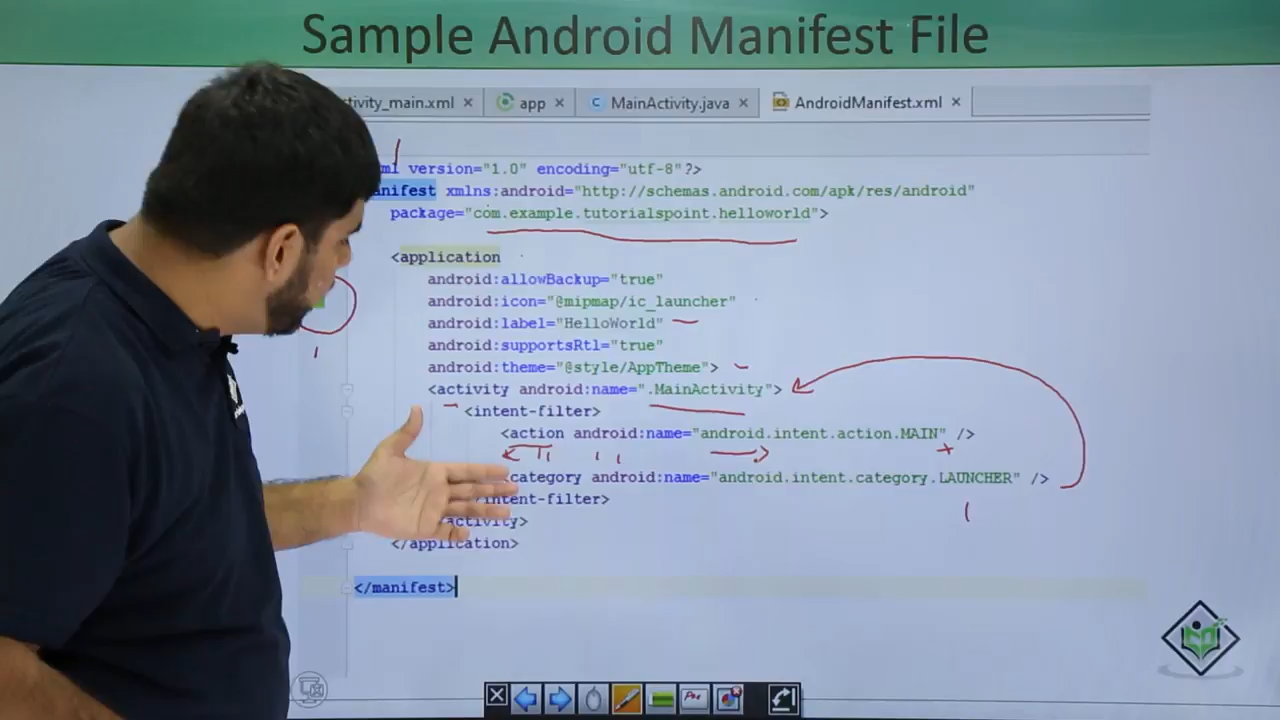 Sample Android Manifest File
tivity_main.xml × app × MainActivity.java × AndroidManifest.xml ×
version="1.0" encoding="utf-8"?>
anifest xmlns:android="http://schemas.android.com/apk/res/android"
package="com.example.tutorialspoint.helloworld">
<application
android:allowBackup="true"
android:icon="@mipmap/ic_launcher"
android:label="HelloWorld"
android:supportsRtl="true"
android:theme="@style/AppTheme">
<activity android:name=".MainActivity">
<intent-filter>
<action android:name="android.intent.action.MAIN" />
category android:name="android.intent.category.LAUNCHER" />
/intent-filter>
activity>
</application>
</manifest>